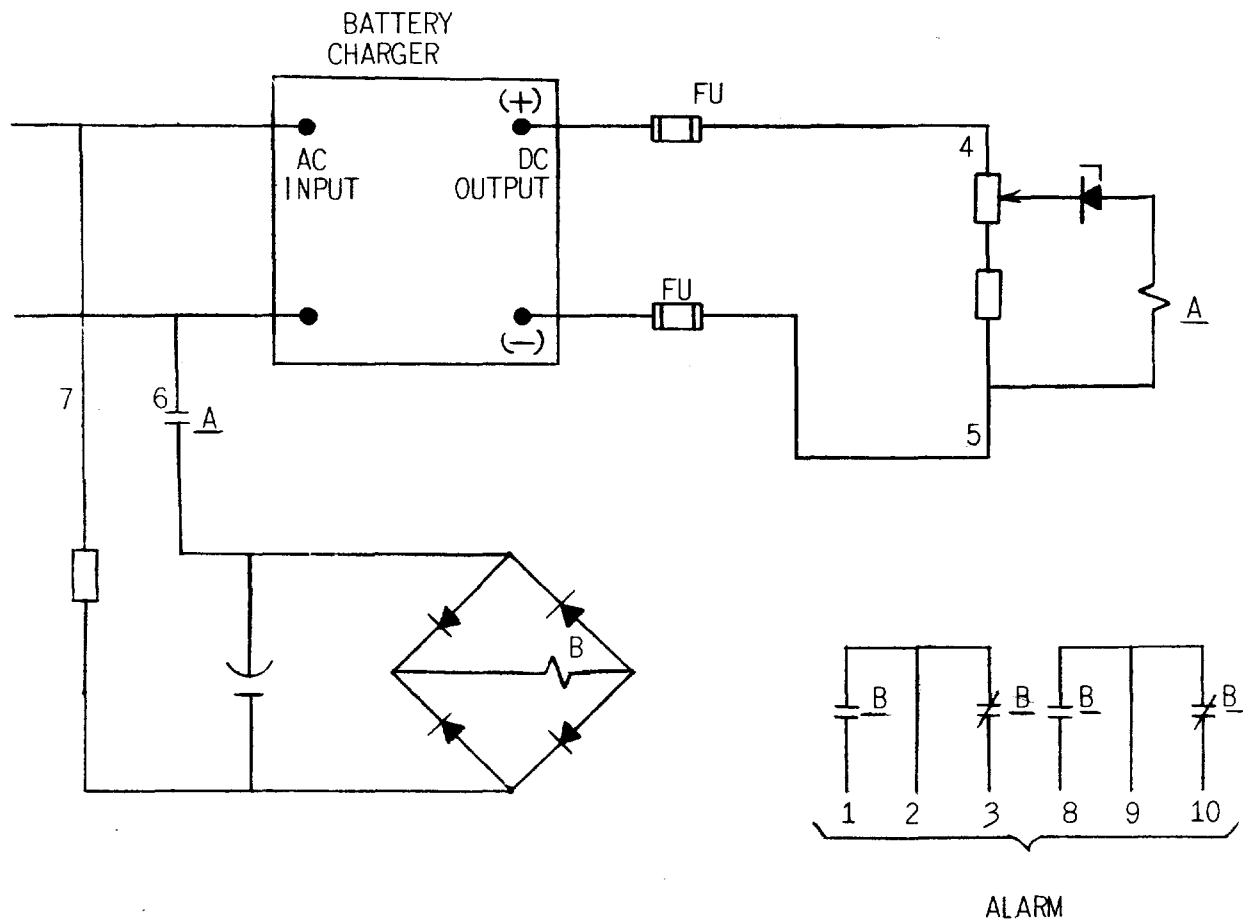 BATTERY
CHARGER
(+)
FU
AC
INPUT
DC
OUTPUT
4
FU
(-)
A
7
6
A
5
B
B
B
B
B
1 2 3 8 9 10
ALARM